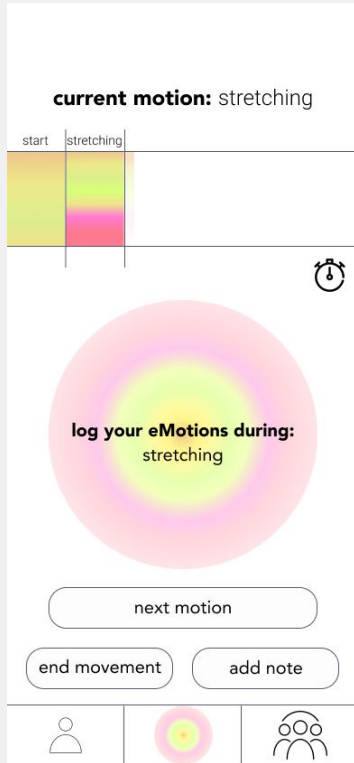 current motion: stretching
start stretching
log your eMotions during:
stretching
next motion
end movement add note